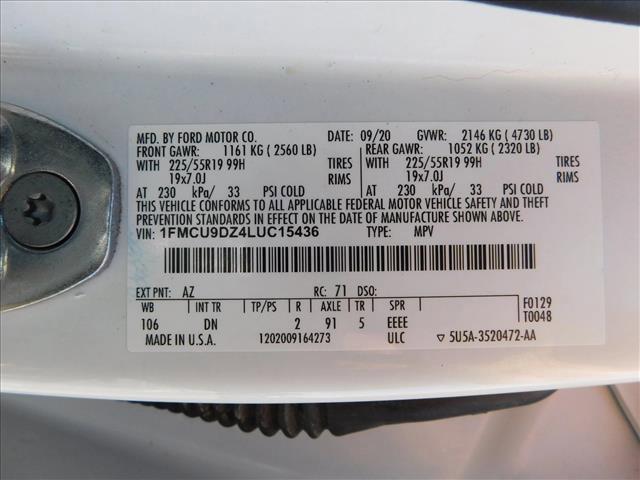 MFD. BY FORD MOTOR CO. DATE: 09/20 GVWR: 2146 KG ( 4730 LB)
FRONT GAWR: 1161 KG ( 2560 LB) REAR GAWR: 1052 KG ( 2320 LB)
WITH 225/55R19 99H TIRES WITH 225/55R19 99H TIRES
19x7.0J RIMS 19x7.0J RIMS
AT 230 kPa/ 33 PSI COLD AT 230 kPa/ 33 PSI COLD
THIS VEHICLE CONFORMS TO ALL APPLICABLE FEDERAL MOTOR VEHICLE SAFETY AND THEFT
PREVENTION STANDARDS IN EFFECT ON THE DATE OF MANUFACTURE SHOWN ABOVE.
VIN: 1FMCU9DZ4LUC15436 TYPE: MPV
EXT PNT: AZ RC: 71 DSO:
WB INT TR TP/PS R AXLE TR SPR F0129
106 DN 2 91 5 EEEE T0048
MADE IN U.S.A. 1202009164273 ULC ▽ 5U5A-3520472-AA